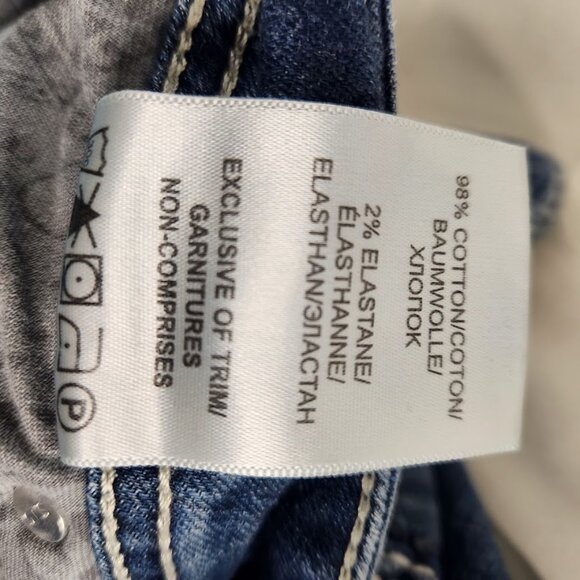 98% COTTON/COTON/
BAUMWOLLE/
ХЛОПОК
2% ELASTANE/
ÉLASTHANNE/
ELASTHAN/ЭЛАСТАН
EXCLUSIVE OF TRIM/
GARNITURES
NON-COMPRISES
P